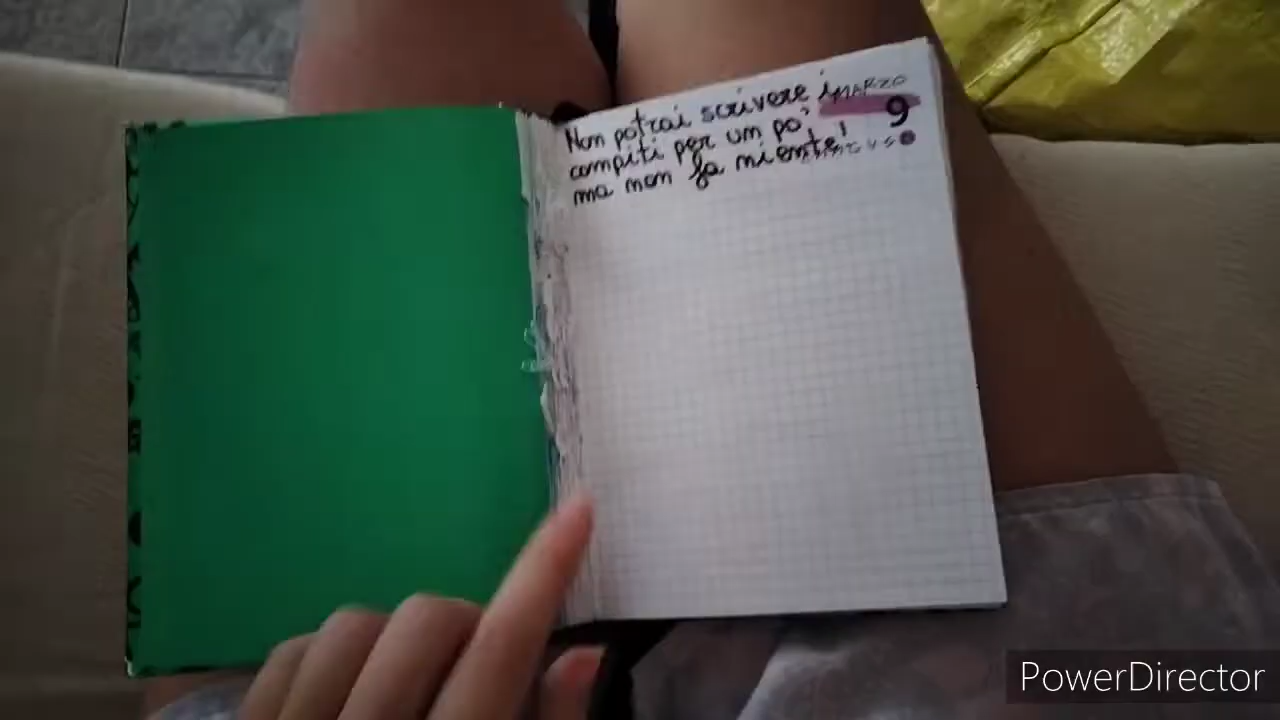 Non potrai scrivere i
compiti per un po',
ma non fa niente!
MARZO
9
PowerDirector